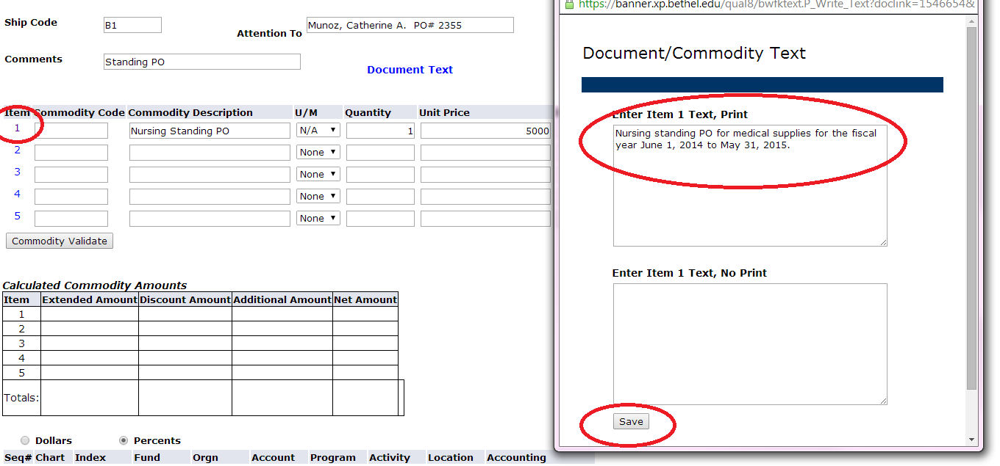 Ship Code B1 Attention To Munoz, Catherine A.  PO# 2355
Comments Standing PO Document Text
Item Commodity Code Commodity Description U/M Quantity Unit Price
1 Nursing Standing PO N/A 1 5000
2 None
3 None
4 None
5 None
Commodity Validate
Calculated Commodity Amounts
Item Extended Amount Discount Amount Additional Amount Net Amount
1
2
3
4
5
Totals:
Dollars Percents
Seq# Chart Index Fund Orgn Account Program Activity Location Accounting
https://banner.xp.bethel.edu/qual8/bwfktext.P_Write_Text?doclink=1546654&
Document/Commodity Text
Enter Item 1 Text, Print
Nursing standing PO for medical supplies for the fiscal
year June 1, 2014 to May 31, 2015.
Enter Item 1 Text, No Print
Save